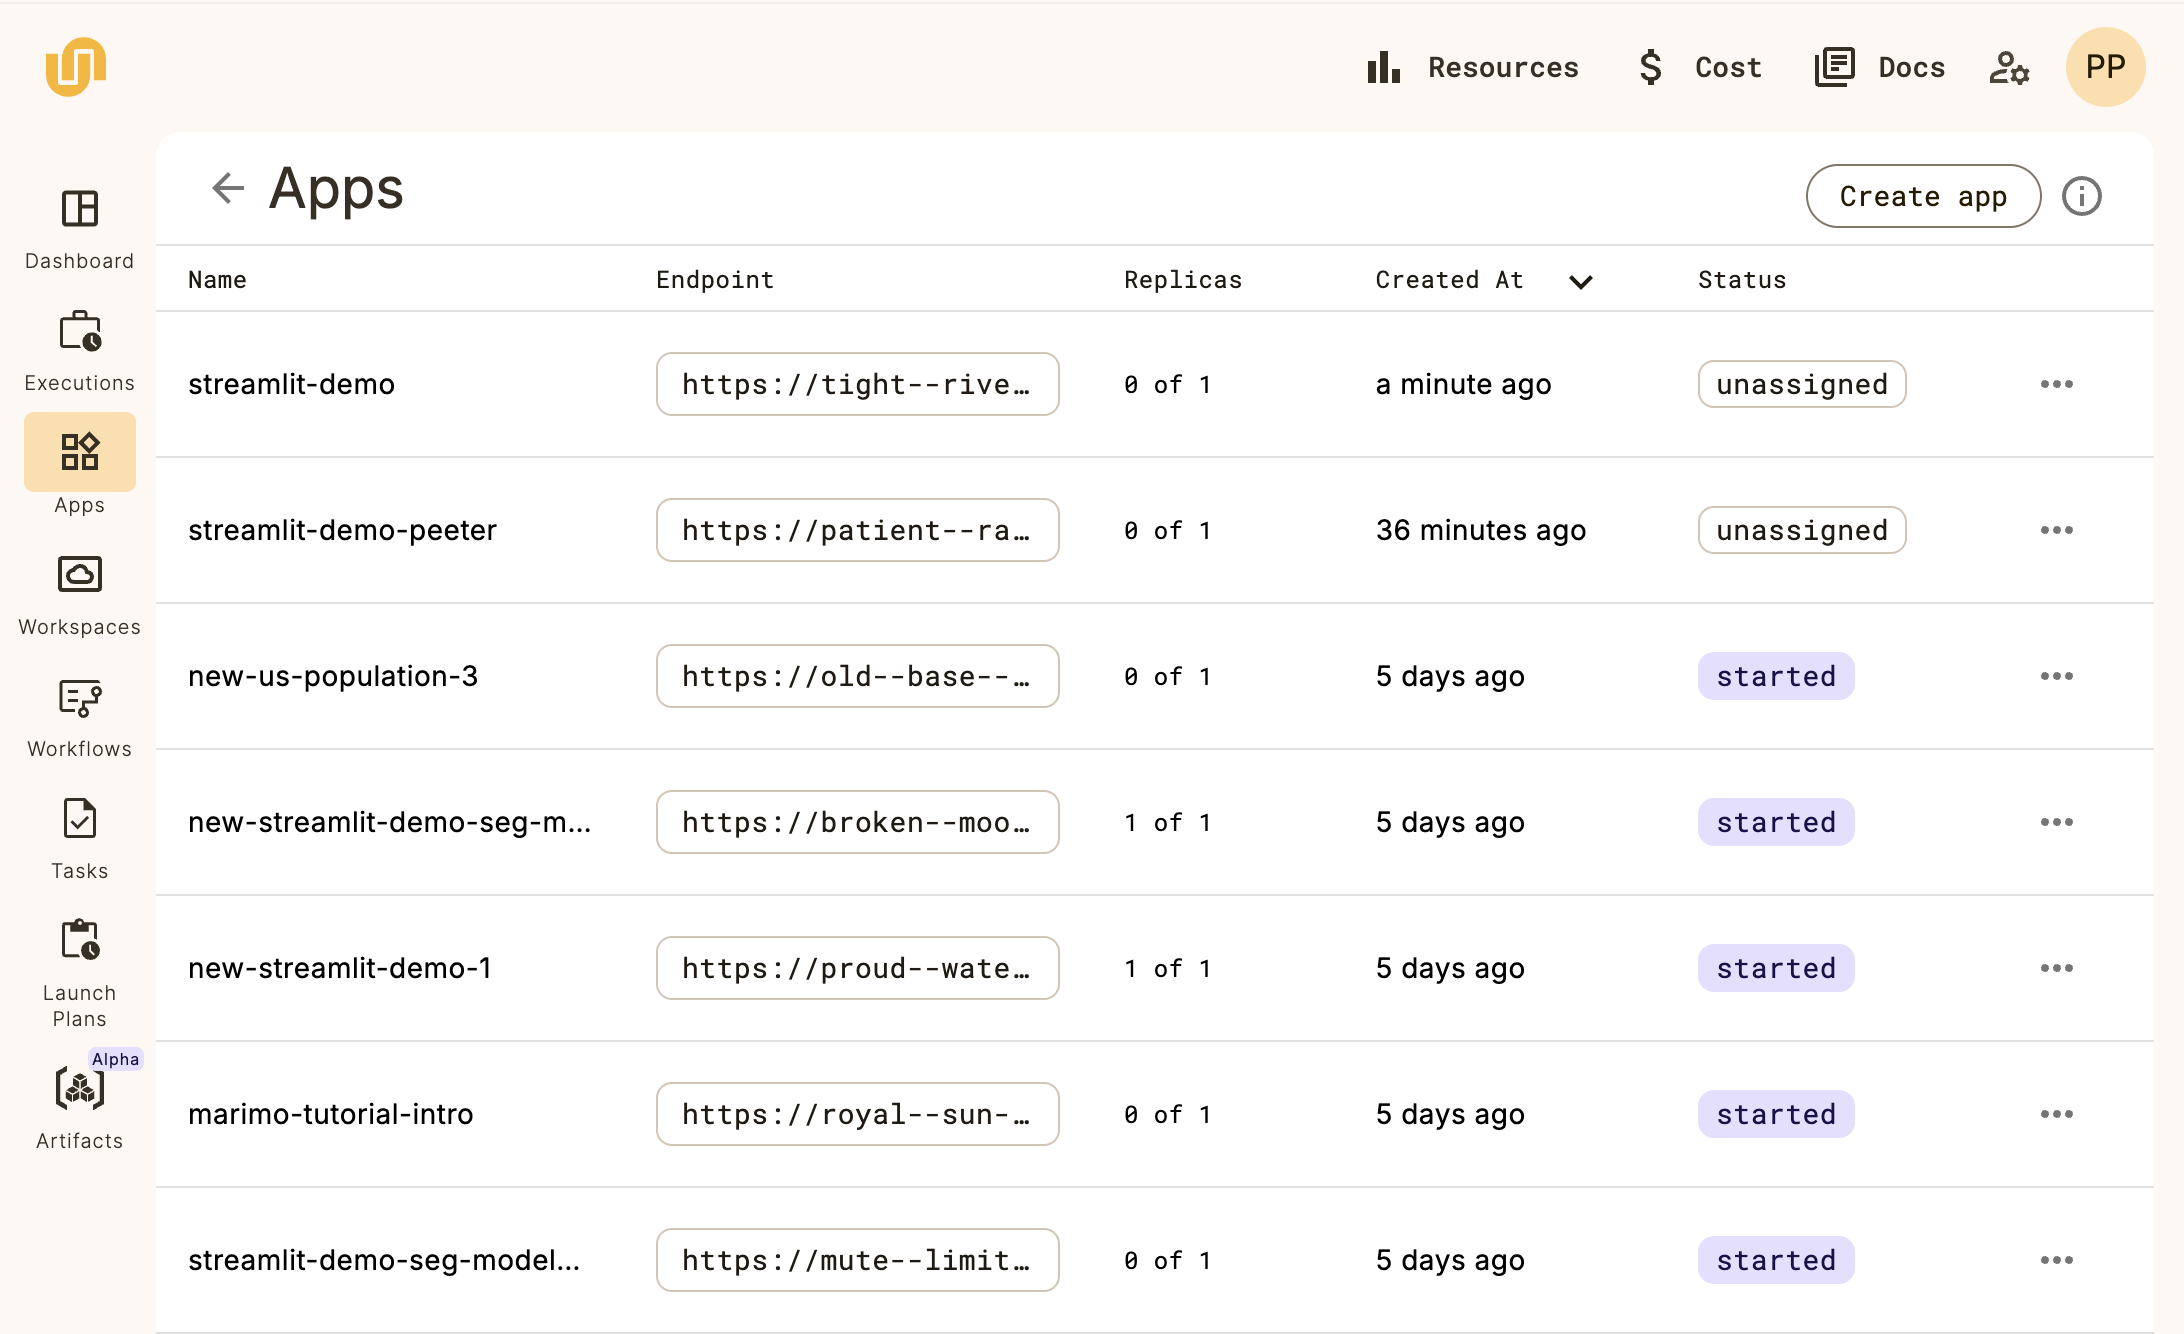 Resources
Cost
Docs
PP
Dashboard
Executions
Apps
Workspaces
Workflows
Tasks
Launch
Plans
Alpha
Artifacts
Apps
Create app
Name Endpoint Replicas Created At Status
streamlit-demo https://tight--rive… 0 of 1 a minute ago unassigned
streamlit-demo-peeter https://patient--ra… 0 of 1 36 minutes ago unassigned
new-us-population-3 https://old--base--… 0 of 1 5 days ago started
new-streamlit-demo-seg-m... https://broken--moo… 1 of 1 5 days ago started
new-streamlit-demo-1 https://proud--wate… 1 of 1 5 days ago started
marimo-tutorial-intro https://royal--sun-… 0 of 1 5 days ago started
streamlit-demo-seg-model... https://mute--limit… 0 of 1 5 days ago started